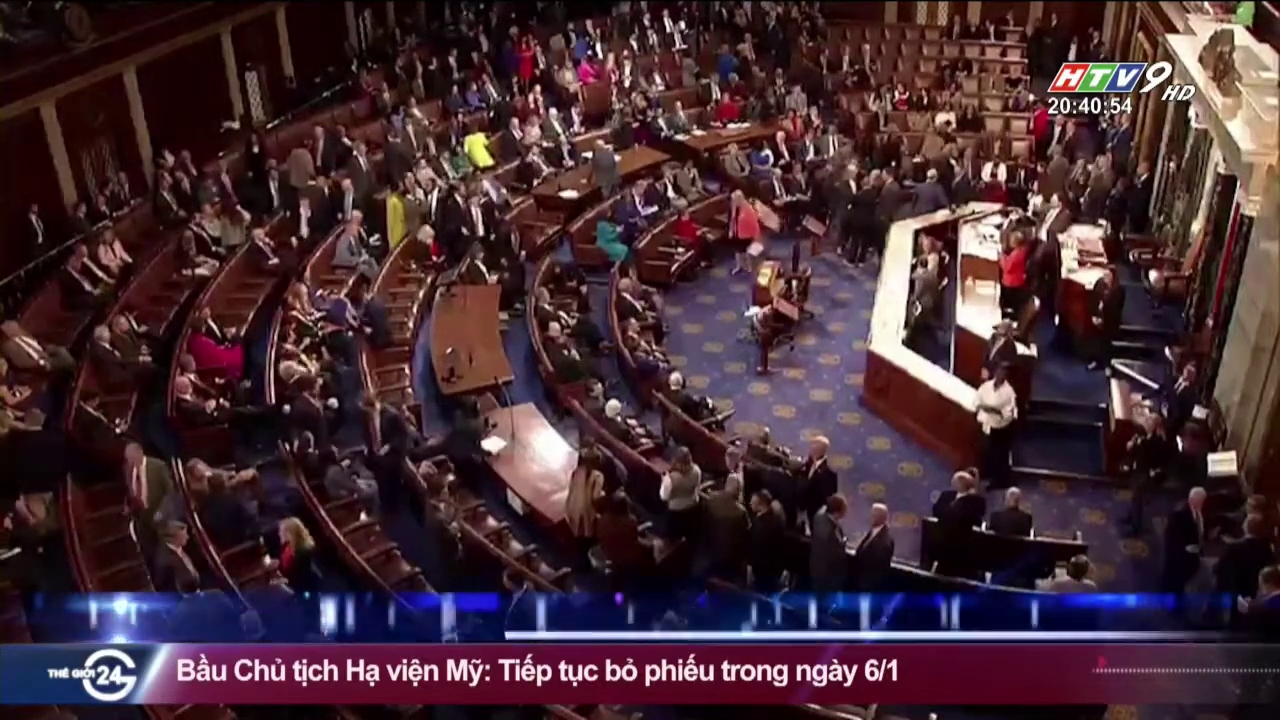 HTV9 HD
20:40:54
THẾ GIỚI 24G
Bầu Chủ tịch Hạ viện Mỹ: Tiếp tục bỏ phiếu trong ngày 6/1